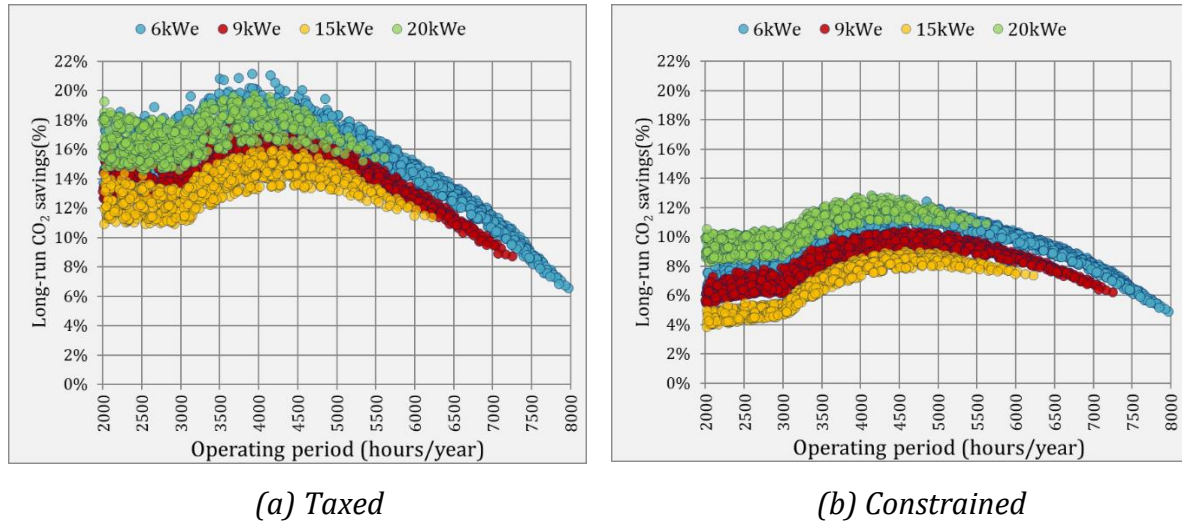 6kWe 9kWe 15kWe 20kWe
Long-run CO₂ savings(%)
22%
20%
18%
16%
14%
12%
10%
8%
6%
4%
2%
0%
2000 2500 3000 3500 4000 4500 5000 5500 6000 6500 7000 7500 8000
Operating period (hours/year)
(a) Taxed
6kWe 9kWe 15kWe 20kWe
Long-run CO₂ savings(%)
22%
20%
18%
16%
14%
12%
10%
8%
6%
4%
2%
0%
2000 2500 3000 3500 4000 4500 5000 5500 6000 6500 7000 7500 8000
Operating period (hours/year)
(b) Constrained